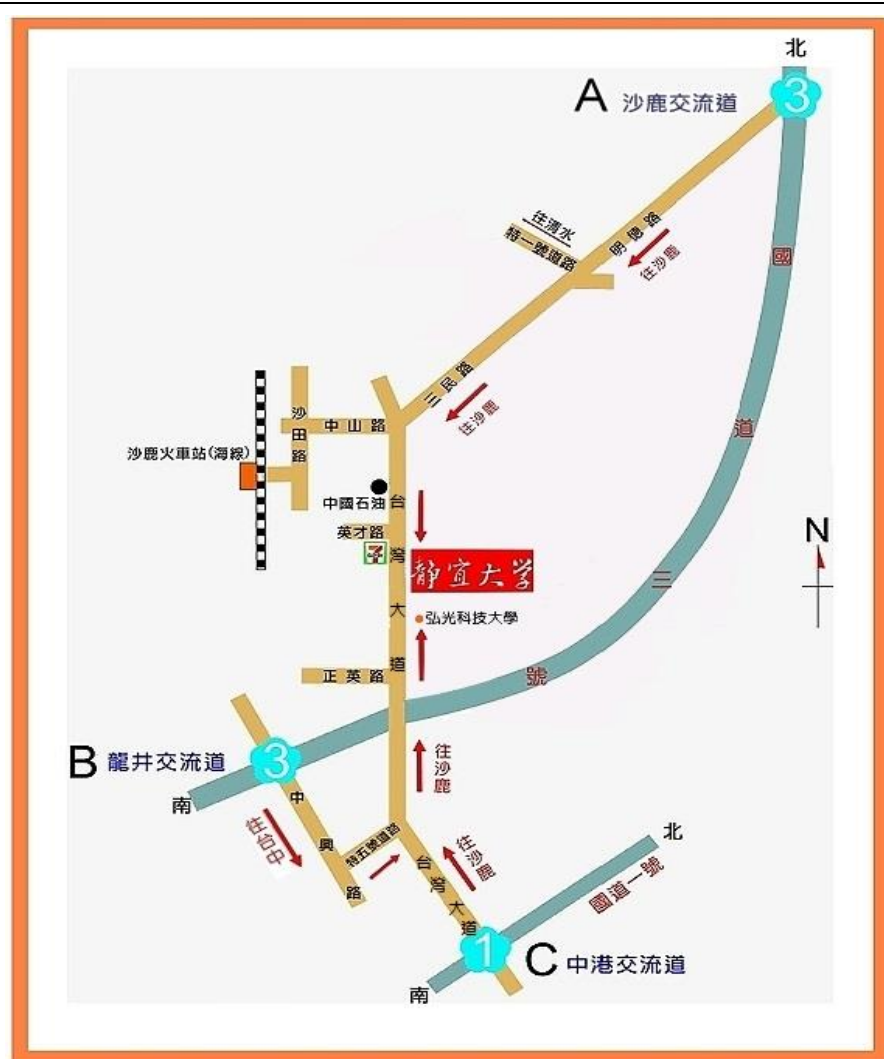 北
A 沙鹿交流道
3
往清水
特一號道路
明德路
往沙鹿
國道三號
三民路
往沙鹿
沙田路
中山路
沙鹿火車站(海線)
中國石油
台灣大道
英才路
7
靜宜大学
N
弘光科技大學
正英路
B 龍井交流道
3
南
中興路
往台中
特五號道路
往沙鹿
往沙鹿
台灣大道
北
國道一號
1
C 中港交流道
南